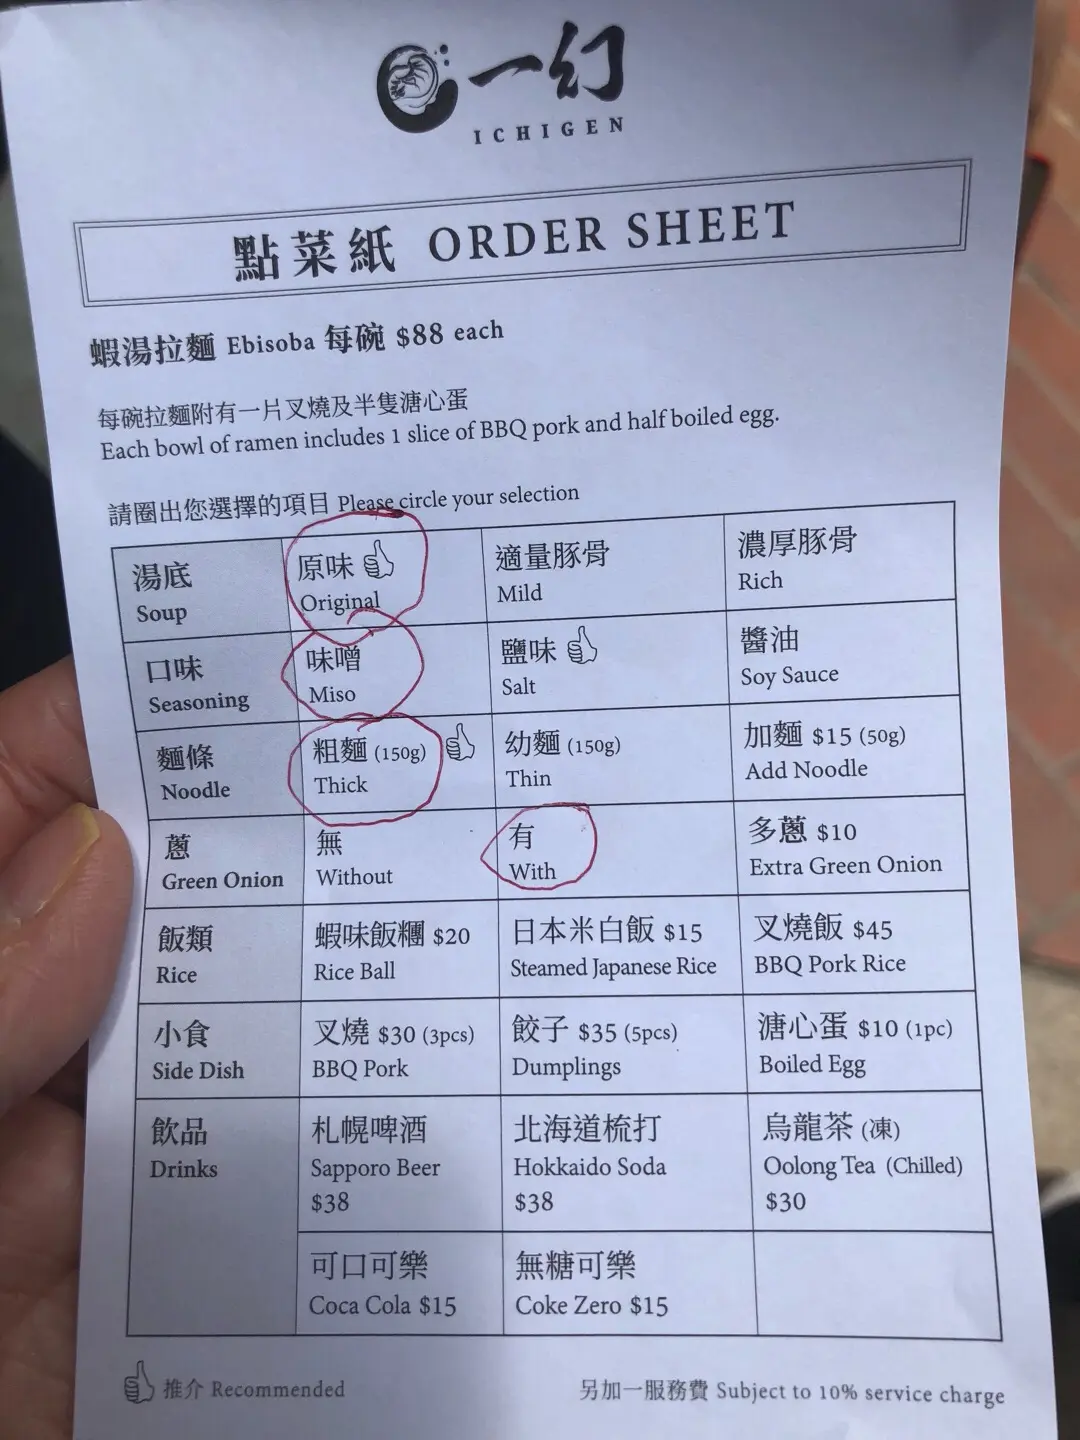 一幻
ICHIGEN
點菜紙 ORDER SHEET
蝦湯拉麵 Ebisoba 每碗 $88 each
每碗拉麵附有一片叉燒及半隻溏心蛋
Each bowl of ramen includes 1 slice of BBQ pork and half boiled egg.
請圈出您選擇的項目 Please circle your selection
湯底
Soup
原味
Original
適量豚骨
Mild
濃厚豚骨
Rich
口味
Seasoning
味噌
Miso
鹽味
Salt
醬油
Soy Sauce
麵條
Noodle
粗麵 (150g)
Thick
幼麵 (150g)
Thin
加麵 $15 (50g)
Add Noodle
蔥
Green Onion
無
Without
有
With
多蔥 $10
Extra Green Onion
飯類
Rice
蝦味飯糰 $20
Rice Ball
日本米白飯 $15
Steamed Japanese Rice
叉燒飯 $45
BBQ Pork Rice
小食
Side Dish
叉燒 $30 (3pcs)
BBQ Pork
餃子 $35 (5pcs)
Dumplings
溏心蛋 $10 (1pc)
Boiled Egg
飲品
Drinks
札幌啤酒
Sapporo Beer
$38
北海道梳打
Hokkaido Soda
$38
烏龍茶 (凍)
Oolong Tea (Chilled)
$30
可口可樂
Coca Cola $15
無糖可樂
Coke Zero $15
推介 Recommended
另加一服務費 Subject to 10% service charge